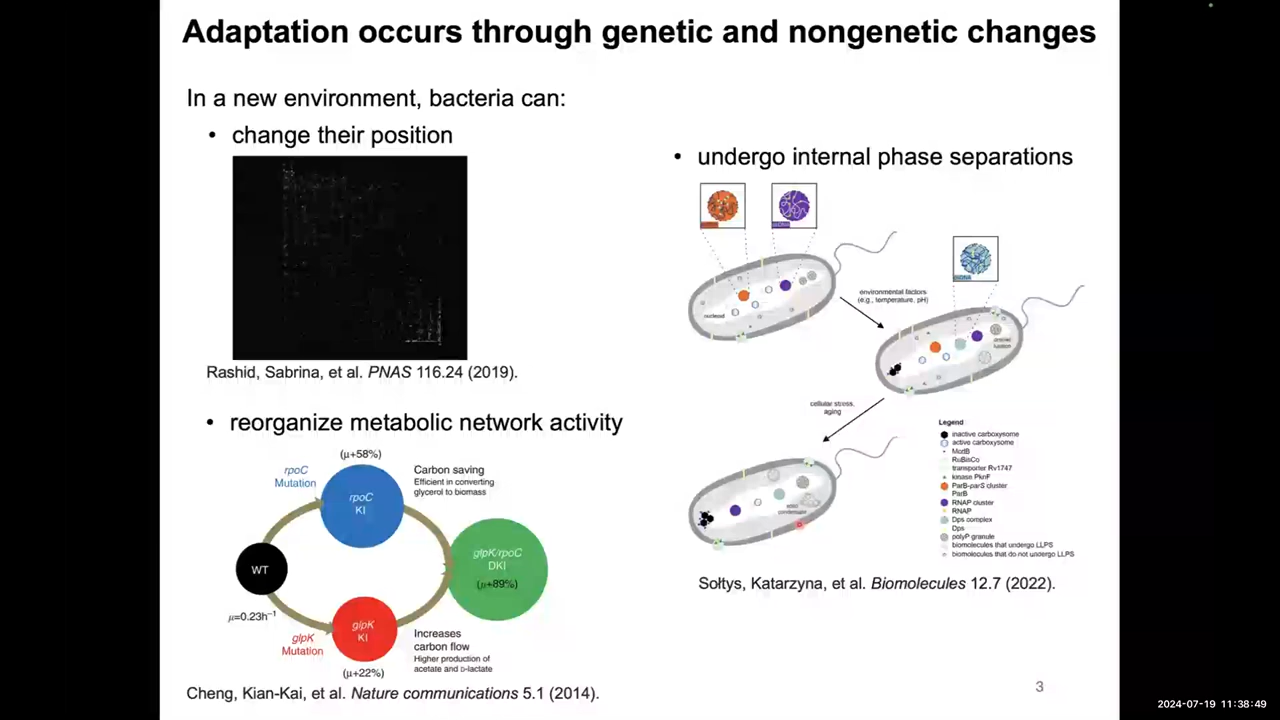 Adaptation occurs through genetic and nongenetic changes
In a new environment, bacteria can:
• change their position
Rashid, Sabrina, et al. PNAS 116.24 (2019).
• reorganize metabolic network activity
(μ+58%)
rpoC
Mutation
rpoC
KI
Carbon saving
Efficient in converting
glycerol to biomass
WT
μ=0.23h⁻¹
glpK/rpoC
DKI
(μ+89%)
glpK
Mutation
glpK
KI
(μ+22%)
Increases
carbon flow
Higher production of
acetate and D-lactate
Cheng, Kian-Kai, et al. Nature communications 5.1 (2014).
• undergo internal phase separations
nucleoid
environmental factors
(e.g., temperature, pH)
cellular stress,
aging
Legend
inactive carboxysome
active carboxysome
McdB
RuBisCo
transporter Rv1747
kinase PknF
ParB-parS cluster
ParB
RNAP cluster
RNAP
Dps complex
Dps
polyP granule
biomolecules that undergo LLPS
biomolecules that do not undergo LLPS
Sołtys, Katarzyna, et al. Biomolecules 12.7 (2022).
3
2024-07-19 11:38:49